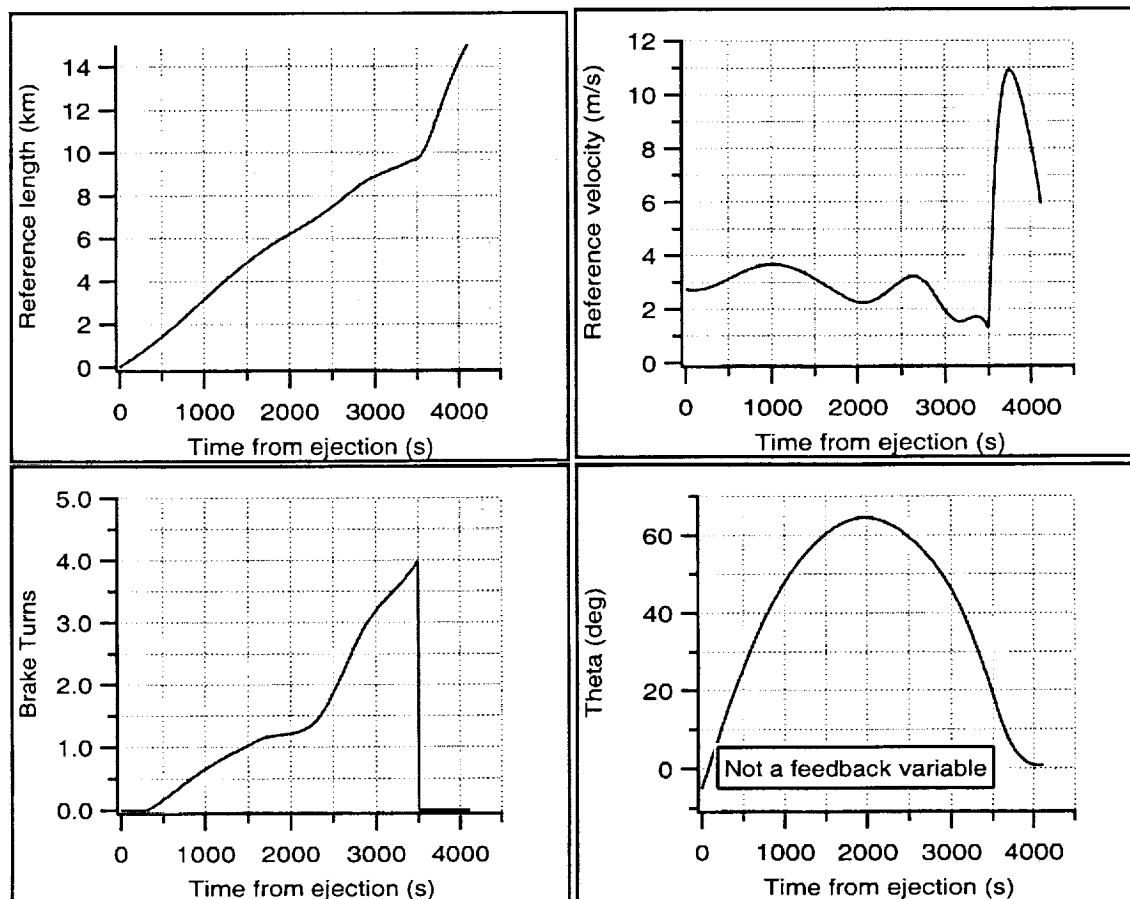 14
12
10
8
6
4
2
0
Reference length (km)
0 1000 2000 3000 4000
Time from ejection (s)
12
10
8
6
4
2
0
Reference velocity (m/s)
0 1000 2000 3000 4000
Time from ejection (s)
5.0
4.0
3.0
2.0
1.0
0.0
Brake Turns
0 1000 2000 3000 4000
Time from ejection (s)
60
40
20
0
Theta (deg)
Not a feedback variable
0 1000 2000 3000 4000
Time from ejection (s)